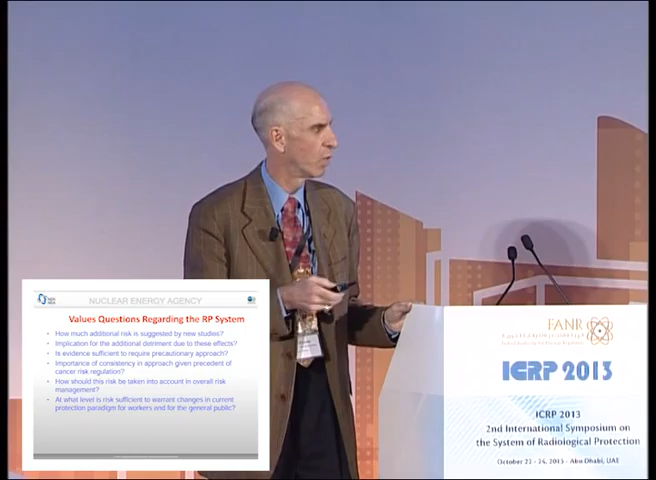 NEA
NUCLEAR ENERGY AGENCY
Values Questions Regarding the RP System
How much additional risk is suggested by new studies?
Implication for the additional detriment due to these effects?
Is evidence sufficient to require precautionary approach?
Importance of consistency in approach given precedent of
cancer risk regulation?
How should this risk be taken into account in overall risk
management?
At what level is risk sufficient to warrant changes in current
protection paradigm for workers and for the general public?
FANR
ICRP 2013
ICRP 2013
2nd International Symposium on
the System of Radiological Protection
October 22 - 24, 2013 - Abu Dhabi, UAE